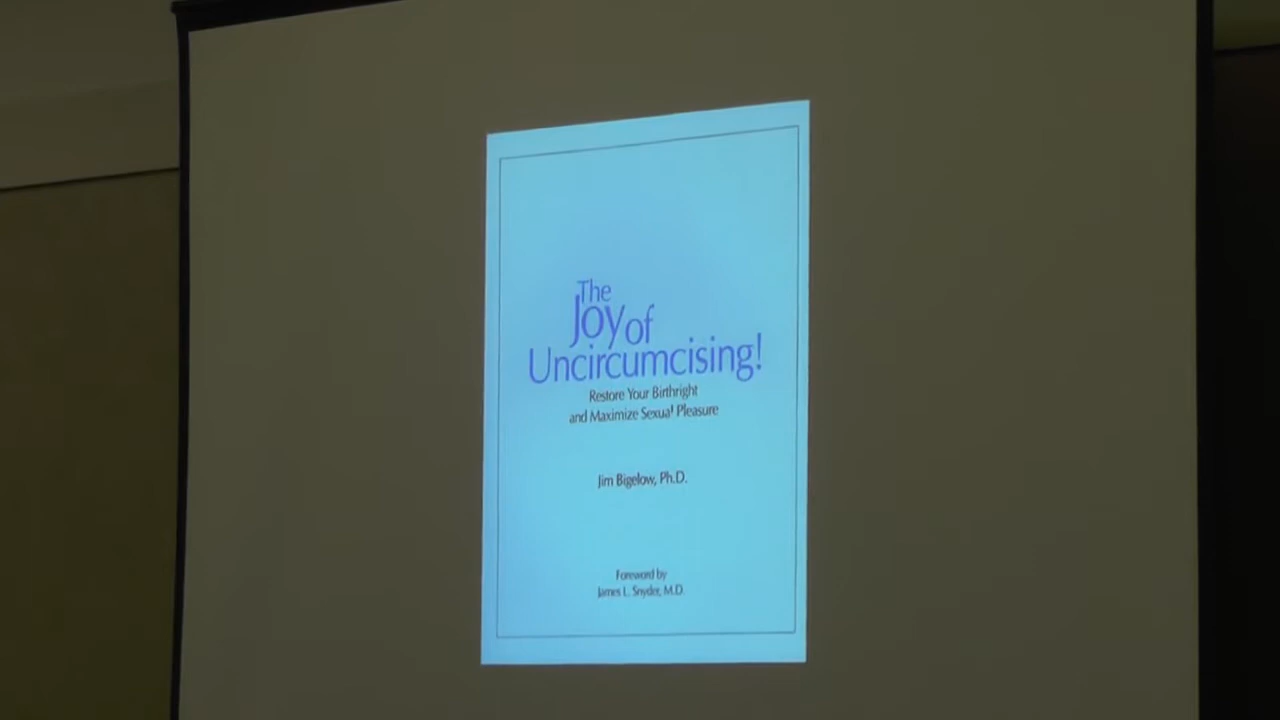 The
Joy of
Uncircumcising!
Restore Your Birthright
and Maximize Sexual Pleasure
Jim Bigelow, Ph.D.
Foreword by
James L. Snyder, M.D.